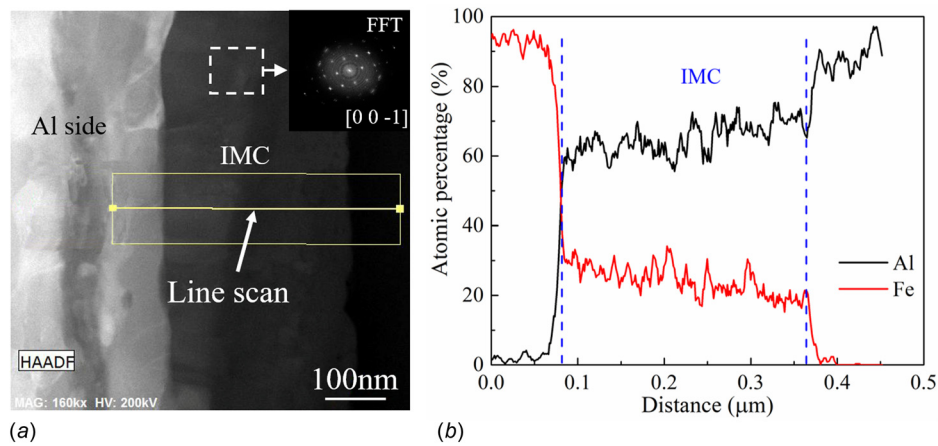 FFT
[0 0 -1]
Al side
IMC
Line scan
HAADF
MAG: 160kx HV: 200kV
100nm
(a)
Atomic percentage (%)
100
80
60
40
20
0
IMC
Al
Fe
0.0 0.1 0.2 0.3 0.4 0.5
Distance (μm)
(b)